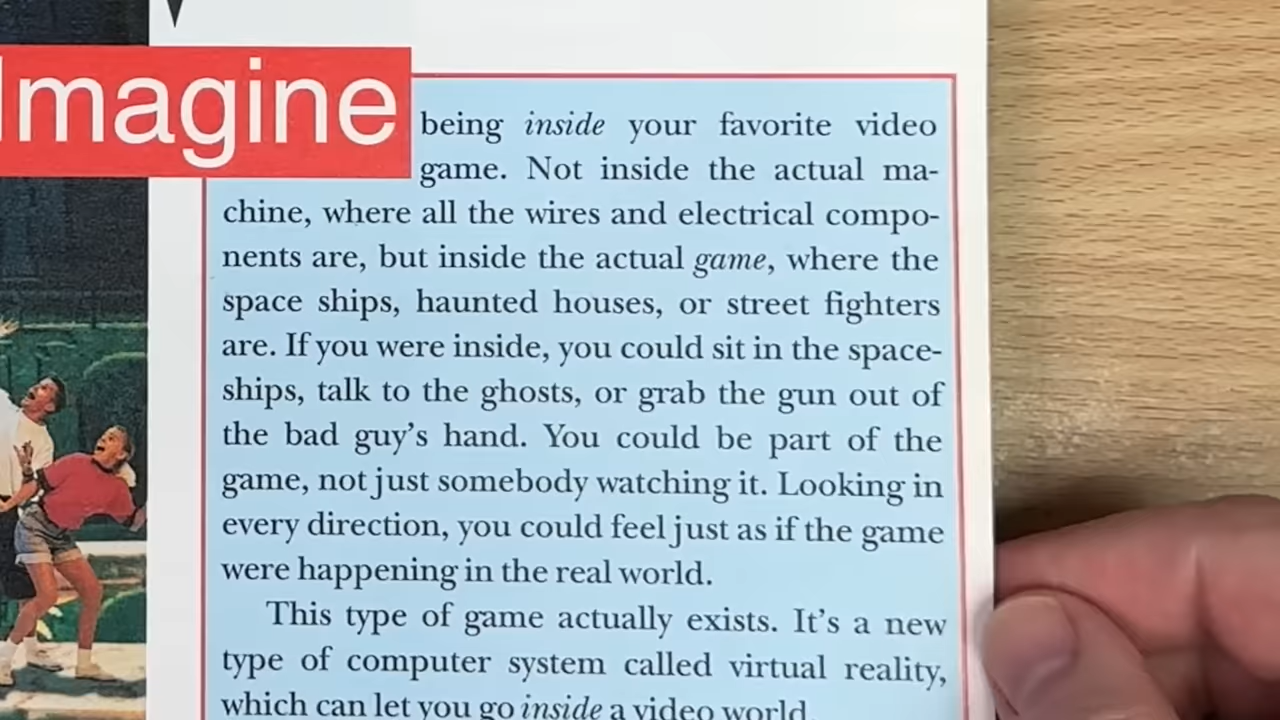 Imagine
being inside your favorite video
game. Not inside the actual ma-
chine, where all the wires and electrical compo-
nents are, but inside the actual game, where the
space ships, haunted houses, or street fighters
are. If you were inside, you could sit in the space-
ships, talk to the ghosts, or grab the gun out of
the bad guy's hand. You could be part of the
game, not just somebody watching it. Looking in
every direction, you could feel just as if the game
were happening in the real world.
This type of game actually exists. It's a new
type of computer system called virtual reality,
which can let you go inside a video world.